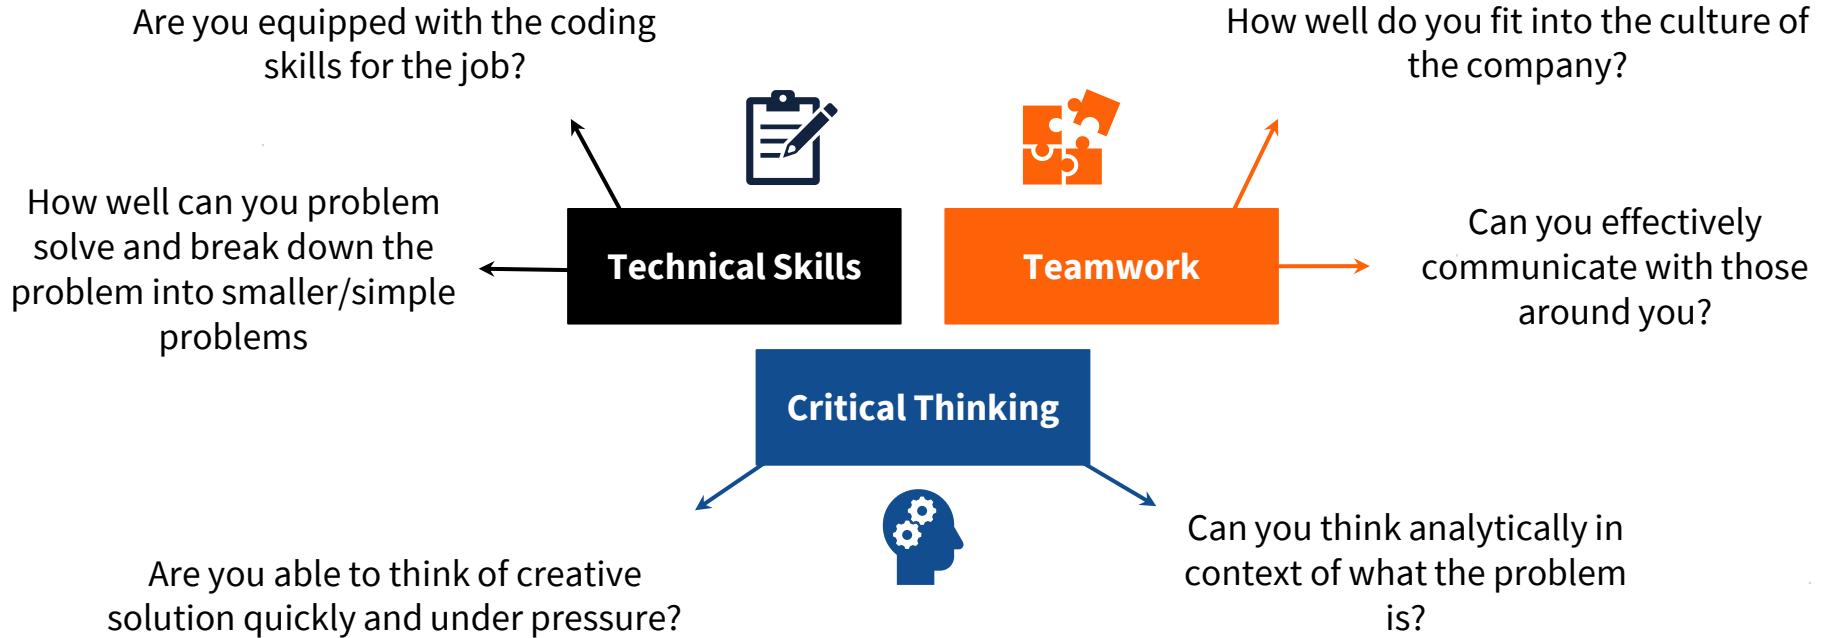 Are you equipped with the coding
skills for the job?
How well do you fit into the culture of
the company?
How well can you problem
solve and break down the
problem into smaller/simple
problems
Technical Skills
Teamwork
Can you effectively
communicate with those
around you?
Critical Thinking
Are you able to think of creative
solution quickly and under pressure?
Can you think analytically in
context of what the problem
is?